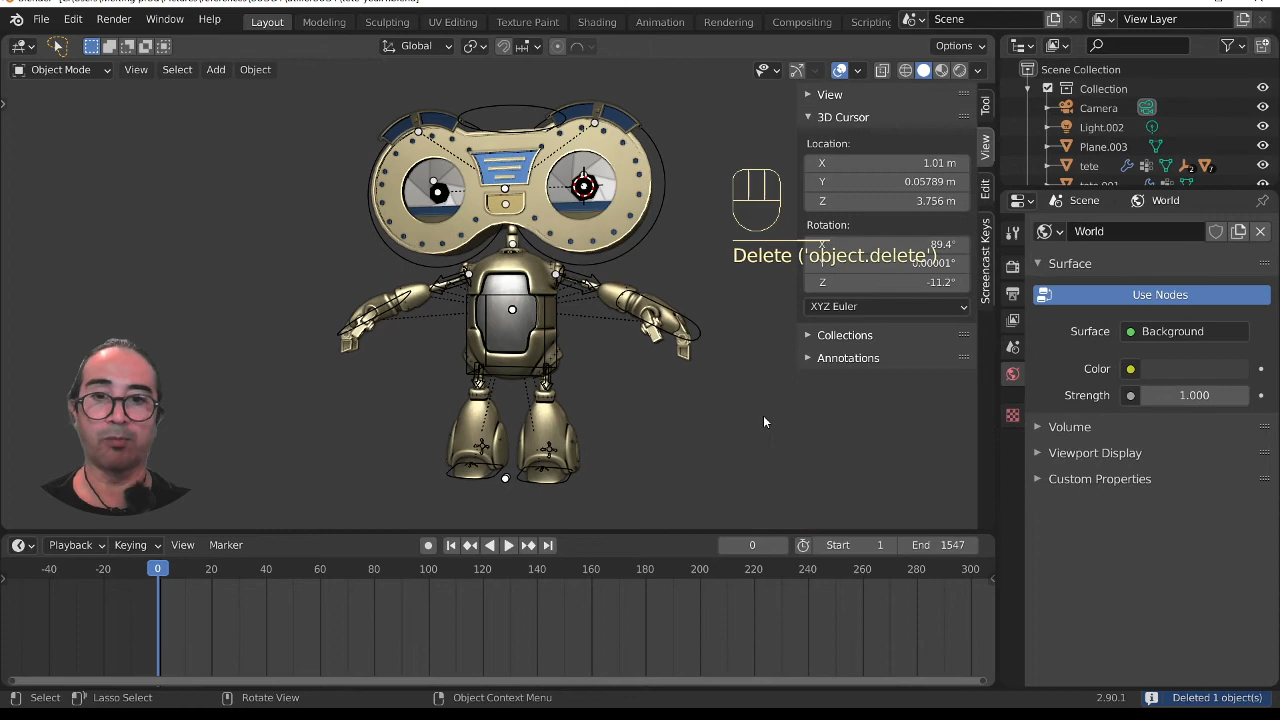 File Edit Render Window Help Layout Modeling Sculpting UV Editing Texture Paint Shading Animation Rendering Compositing Scripting Scene View Layer
Global Options
Object Mode View Select Add Object
Scene Collection
Collection
Camera
Light.002
Plane.003
tete 2 7
View
3D Cursor
Location:
X 1.01 m
Y 0.05789 m
Z 3.756 m
Rotation:
X 89.4°
0.00001°
Z -11.2°
XYZ Euler
Collections
Annotations
Tool
View
Edit
Screencast Keys
Delete ('object.delete')
Scene World
World
Surface
Use Nodes
Surface Background
Color
Strength 1.000
Volume
Viewport Display
Custom Properties
Playback Keying View Marker 0 Start 1 End 1547
-40 -20 0 20 40 60 80 100 120 140 160 180 200 220 240 260 280 300
Select Lasso Select Rotate View Object Context Menu 2.90.1 Deleted 1 object(s)